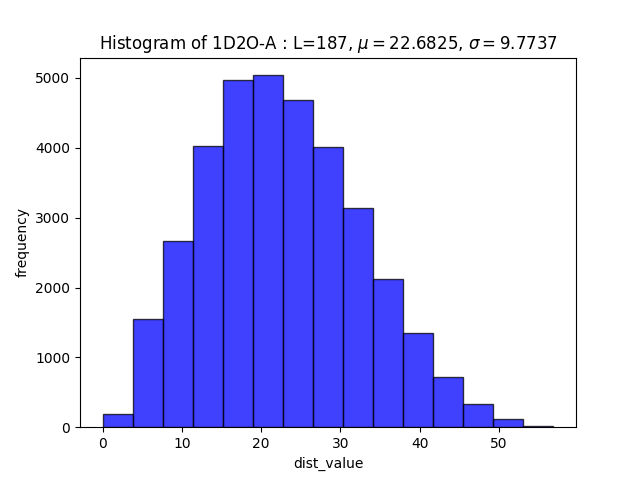 Histogram of 1D2O-A : L=187, μ = 22.6825, σ = 9.7737
5000
4000
3000
2000
1000
0
frequency
0 10 20 30 40 50
dist_value